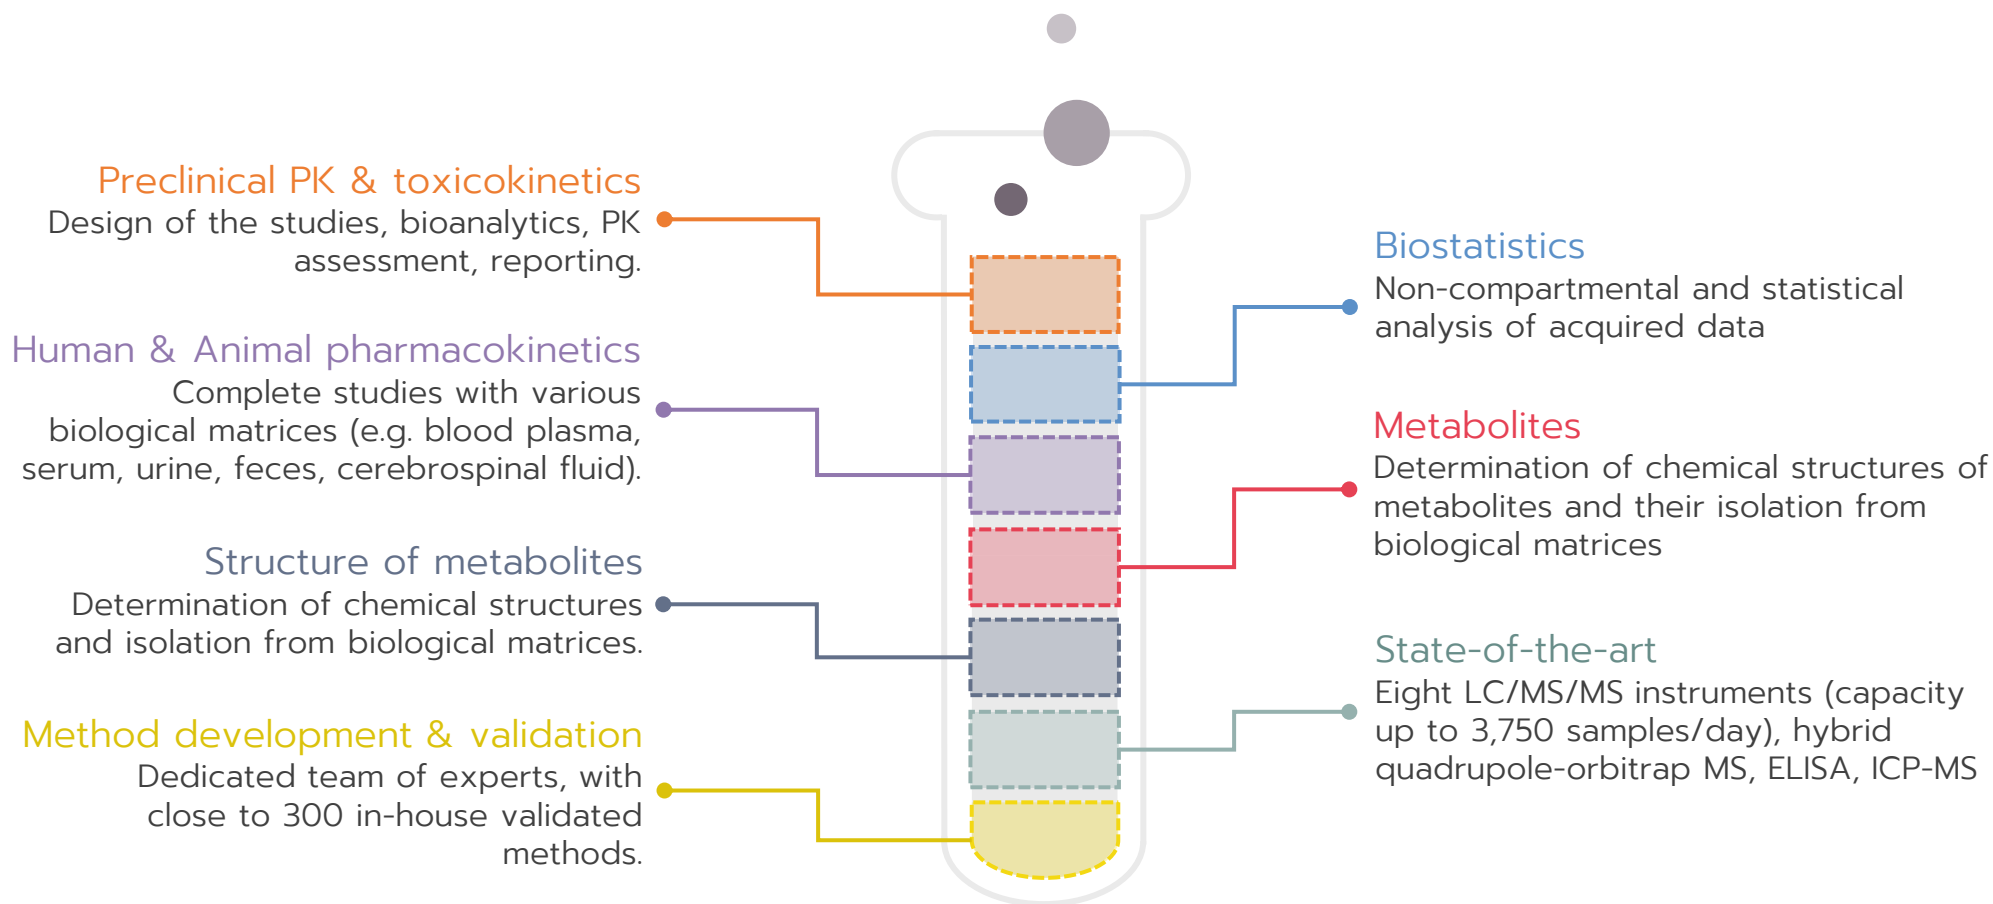 Preclinical PK & toxicokinetics
Design of the studies, bioanalytics, PK
assessment, reporting.
Human & Animal pharmacokinetics
Complete studies with various
biological matrices (e.g. blood plasma,
serum, urine, feces, cerebrospinal fluid).
Structure of metabolites
Determination of chemical structures
and isolation from biological matrices.
Method development & validation
Dedicated team of experts, with
close to 300 in-house validated
methods.
Biostatistics
Non-compartmental and statistical
analysis of acquired data
Metabolites
Determination of chemical structures of
metabolites and their isolation from
biological matrices
State-of-the-art
Eight LC/MS/MS instruments (capacity
up to 3,750 samples/day), hybrid
quadrupole-orbitrap MS, ELISA, ICP-MS